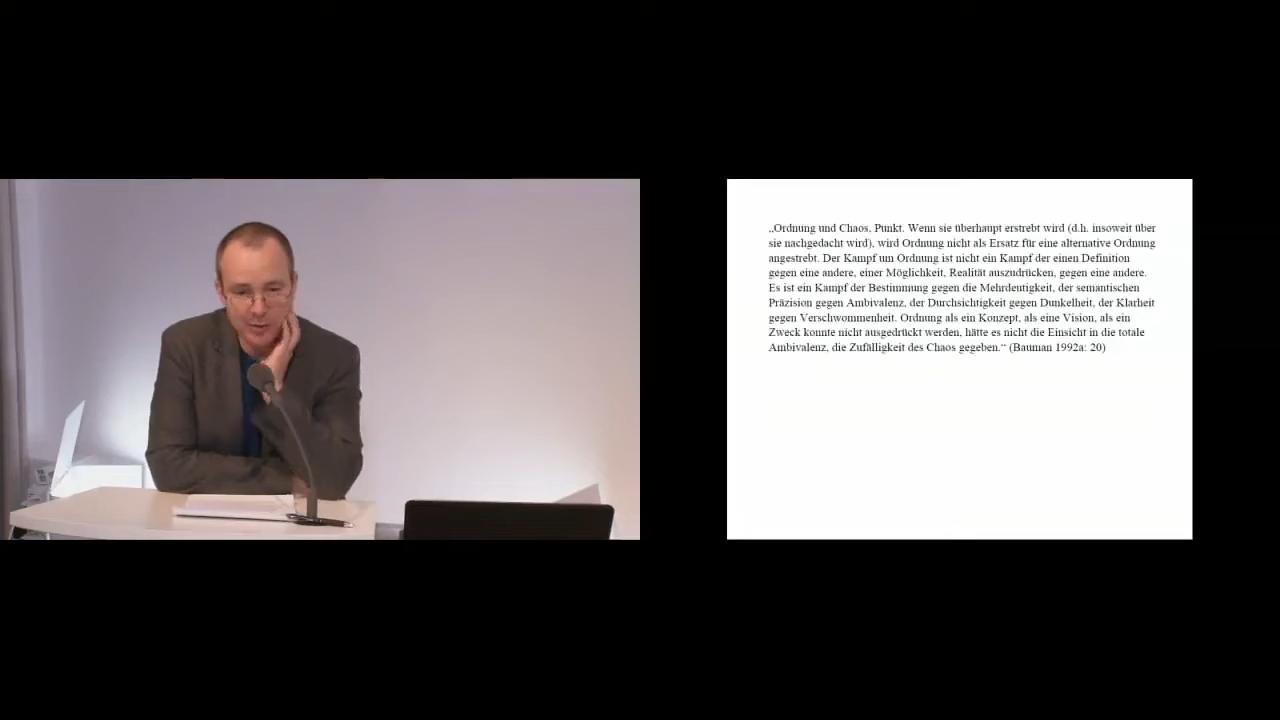 „Ordnung und Chaos, Punkt. Wenn sie überhaupt erstrebt wird (d.h. insoweit über
sie nachgedacht wird), wird Ordnung nicht als Ersatz für eine alternative Ordnung
angestrebt. Der Kampf um Ordnung ist nicht ein Kampf der einen Definition
gegen eine andere, einer Möglichkeit, Realität auszudrücken, gegen eine andere.
Es ist ein Kampf der Bestimmung gegen die Mehrdeutigkeit, der semantischen
Präzision gegen Ambivalenz, der Durchsichtigkeit gegen Dunkelheit, der Klarheit
gegen Verschwommenheit. Ordnung als ein Konzept, als eine Vision, als ein
Zweck konnte nicht ausgedrückt werden, hätte es nicht die Einsicht in die totale
Ambivalenz, die Zufälligkeit des Chaos gegeben.“ (Bauman 1992a: 20)